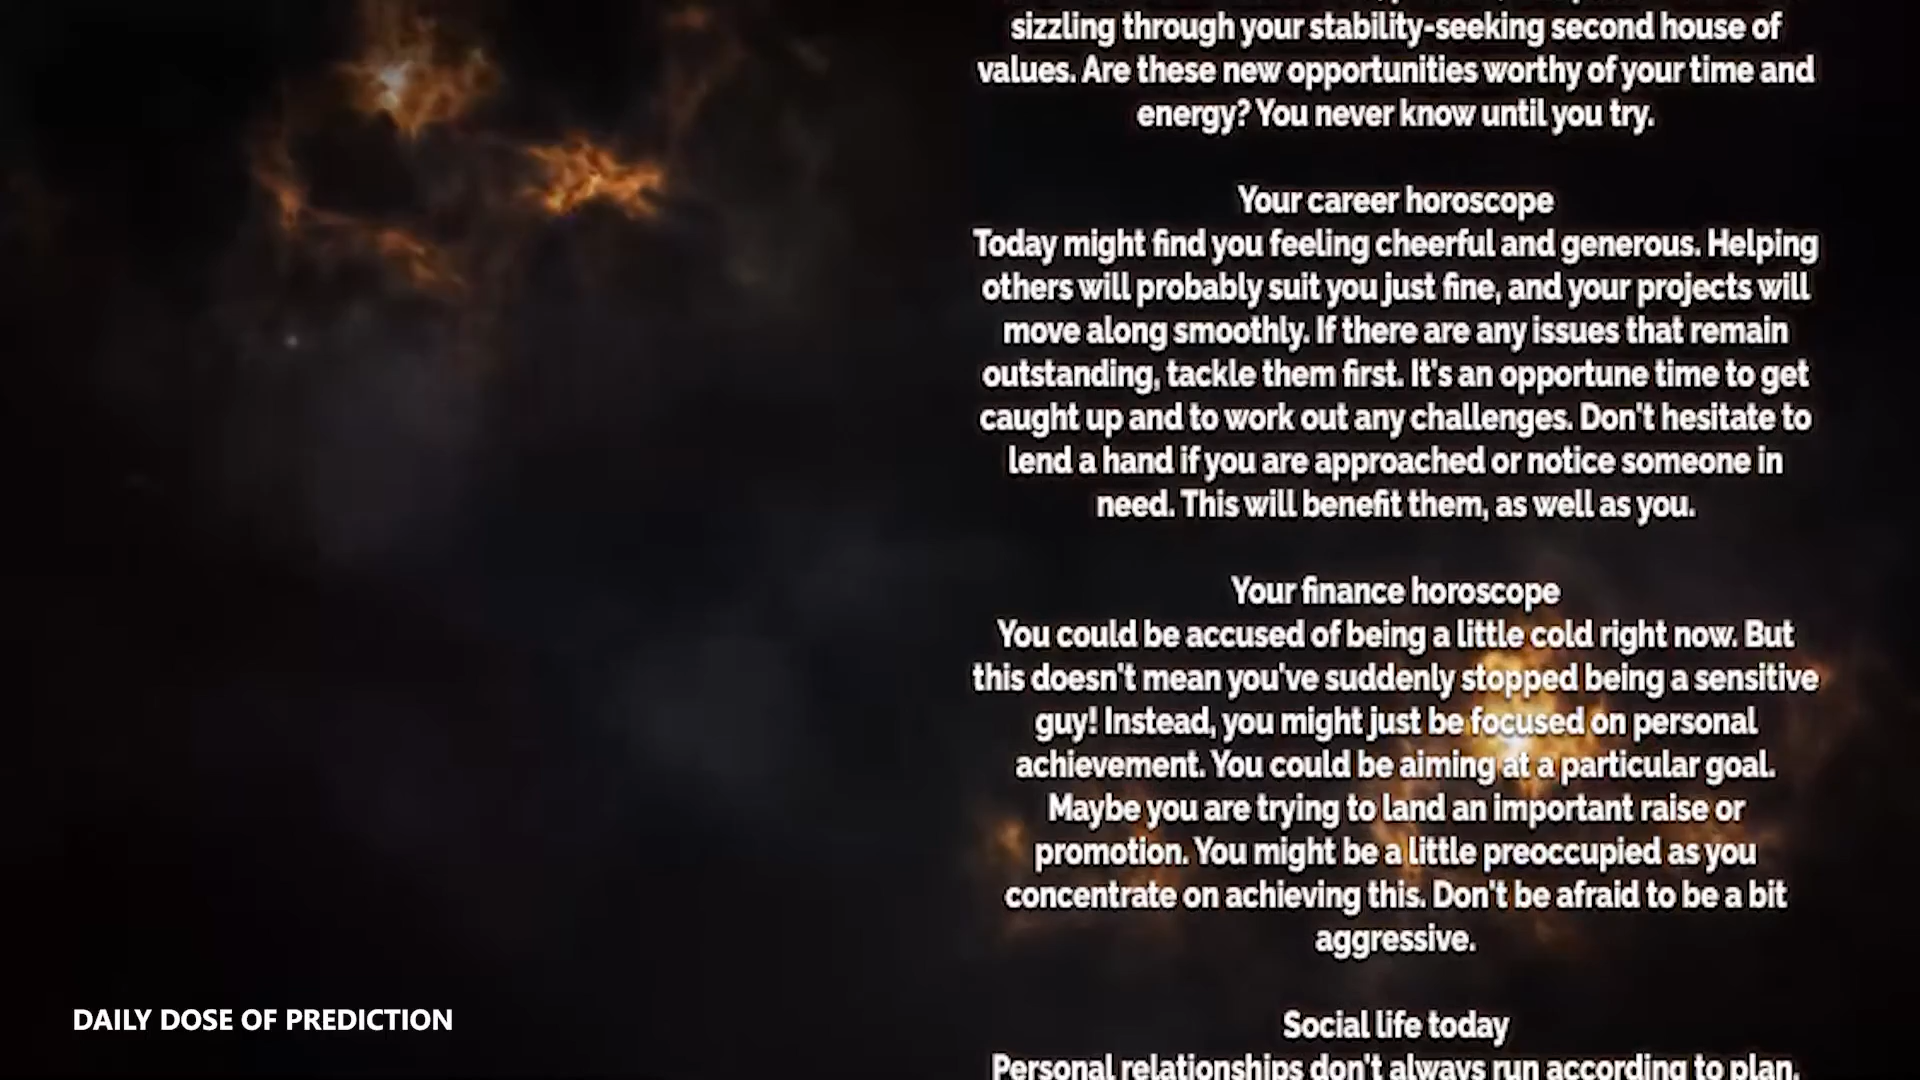 sizzling through your stability-seeking second house of
values. Are these new opportunities worthy of your time and
energy? You never know until you try.
Your career horoscope
Today might find you feeling cheerful and generous. Helping
others will probably suit you just fine, and your projects will
move along smoothly. If there are any issues that remain
outstanding, tackle them first. It's an opportune time to get
caught up and to work out any challenges. Don't hesitate to
lend a hand if you are approached or notice someone in
need. This will benefit them, as well as you.
Your finance horoscope
You could be accused of being a little cold right now. But
this doesn't mean you've suddenly stopped being a sensitive
guy! Instead, you might just be focused on personal
achievement. You could be aiming at a particular goal.
Maybe you are trying to land an important raise or
promotion. You might be a little preoccupied as you
concentrate on achieving this. Don't be afraid to be a bit
aggressive.
Social life today
Personal relationships don't always run according to plan.
DAILY DOSE OF PREDICTION